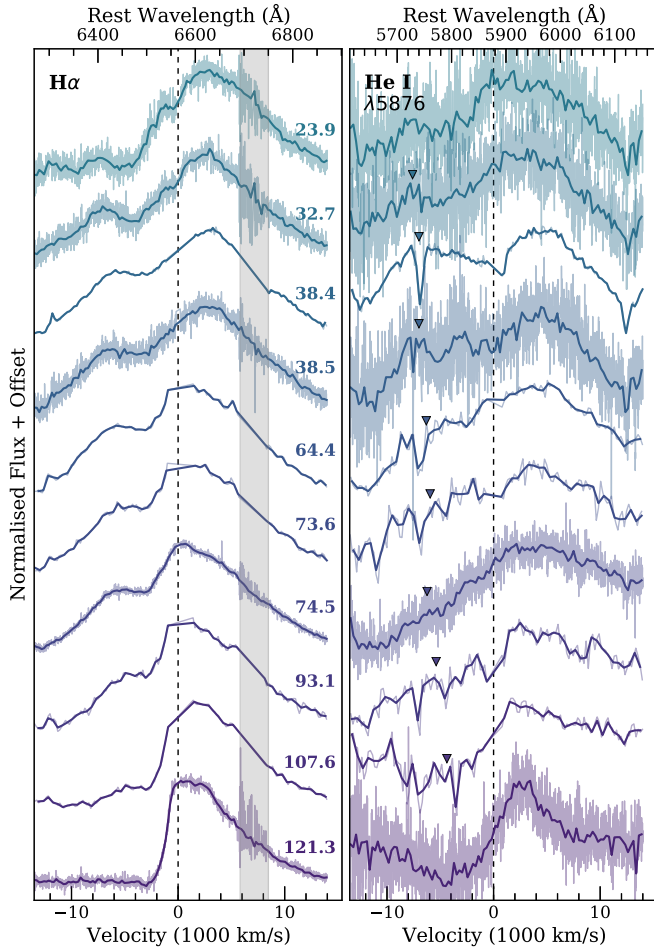 Rest Wavelength (Å)
Rest Wavelength (Å)
6400 6600 6800
5700 5800 5900 6000 6100
Hα
He I
λ5876
23.9
32.7
38.4
38.5
64.4
73.6
74.5
93.1
107.6
121.3
Normalised Flux + Offset
−10 0 10
−10 0 10
Velocity (1000 km/s)
Velocity (1000 km/s)